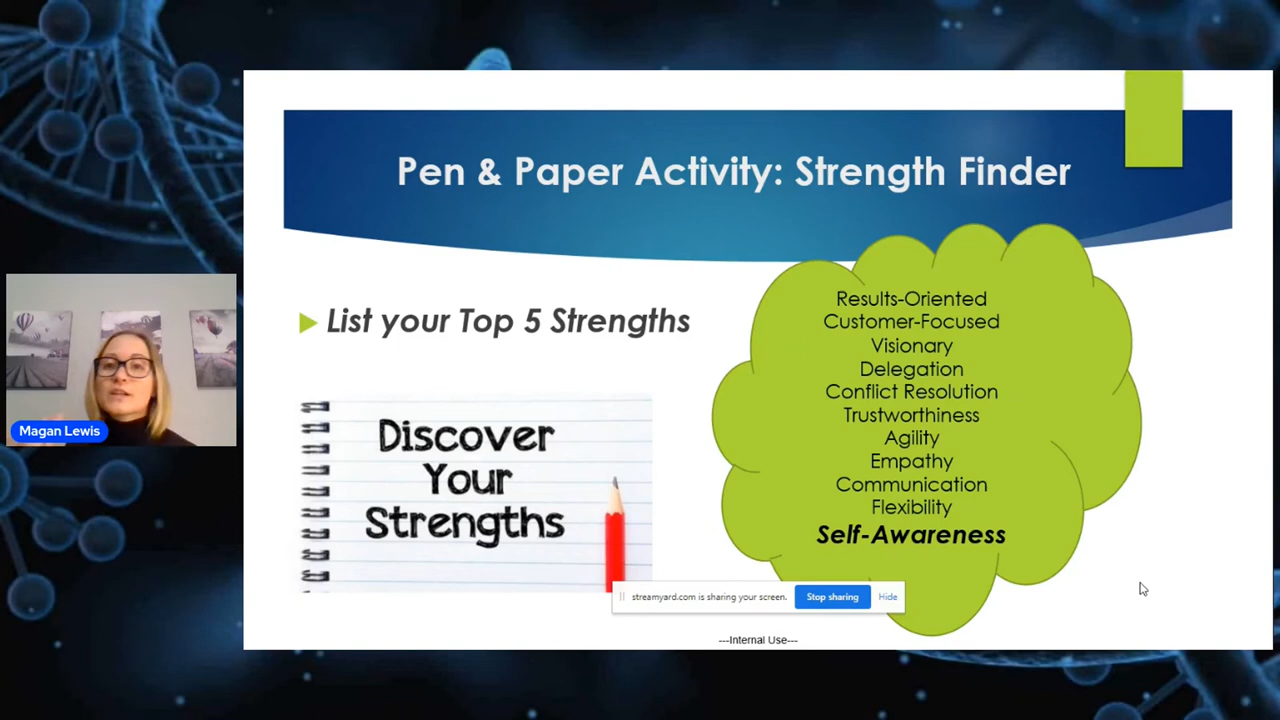 Pen & Paper Activity: Strength Finder
List your Top 5 Strengths
Discover
Your
Strengths
Results-Oriented
Customer-Focused
Visionary
Delegation
Conflict Resolution
Trustworthiness
Agility
Empathy
Communication
Flexibility
Self-Awareness
Magan Lewis
streamyard.com is sharing your screen.
Stop sharing
Hide
---Internal Use---